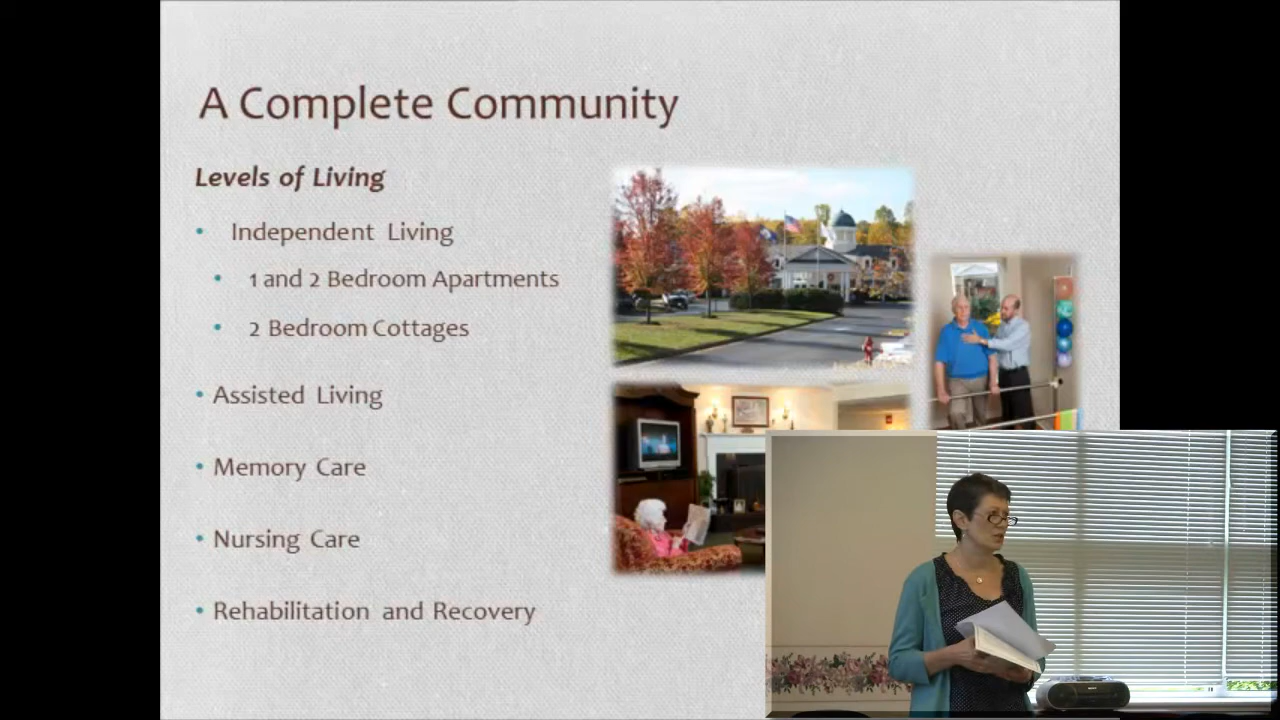 A Complete Community
Levels of Living
• Independent Living
• 1 and 2 Bedroom Apartments
• 2 Bedroom Cottages
• Assisted Living
• Memory Care
• Nursing Care
• Rehabilitation and Recovery